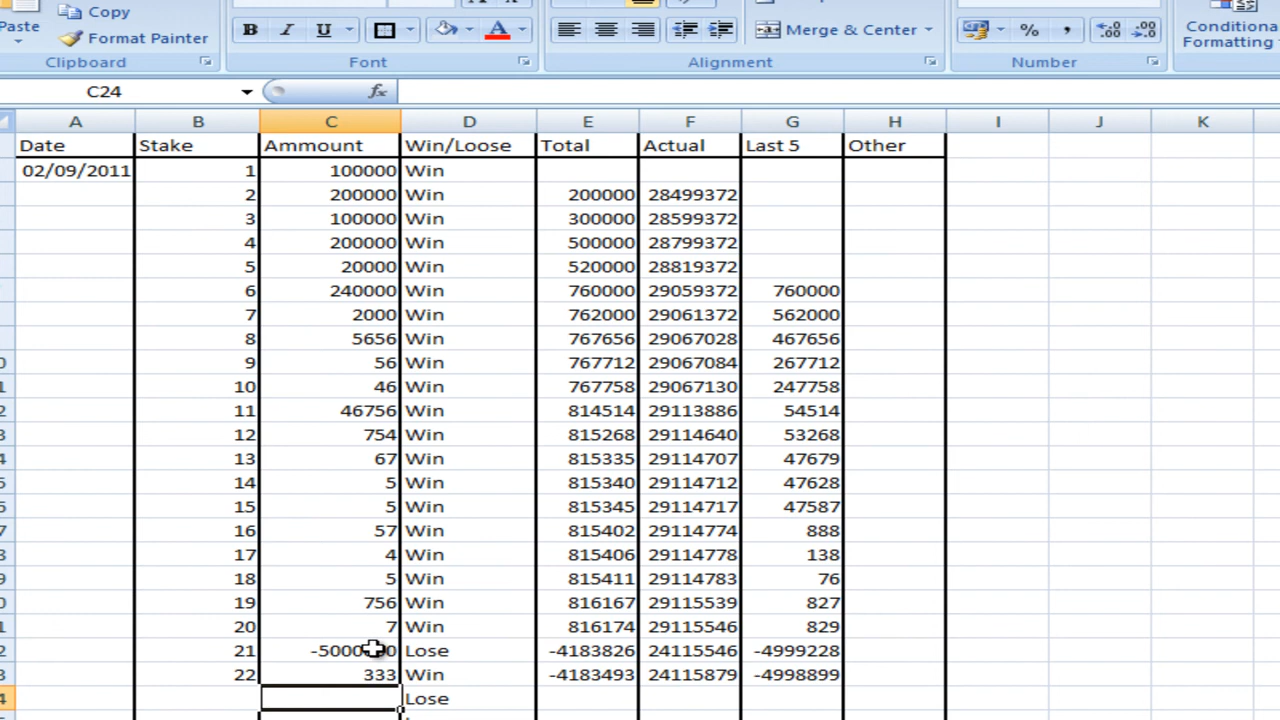 Paste Copy
Format Painter
B I U A Merge & Center % , .00 Conditional
Formatting
Clipboard Font Alignment Number
C24 fx
A B C D E F G H I J K
Date Stake Ammount Win/Loose Total Actual Last 5 Other
02/09/2011 1 100000 Win
2 200000 Win 200000 28499372
3 100000 Win 300000 28599372
4 200000 Win 500000 28799372
5 20000 Win 520000 28819372
6 240000 Win 760000 29059372 760000
7 2000 Win 762000 29061372 562000
8 5656 Win 767656 29067028 467656
9 56 Win 767712 29067084 267712
10 46 Win 767758 29067130 247758
11 46756 Win 814514 29113886 54514
12 754 Win 815268 29114640 53268
13 67 Win 815335 29114707 47679
14 5 Win 815340 29114712 47628
15 5 Win 815345 29114717 47587
16 57 Win 815402 29114774 888
17 4 Win 815406 29114778 138
18 5 Win 815411 29114783 76
19 756 Win 816167 29115539 827
20 7 Win 816174 29115546 829
21 Lose -4183826 24115546 -4999228
22 333 Win -4183493 24115879 -4998899
Lose